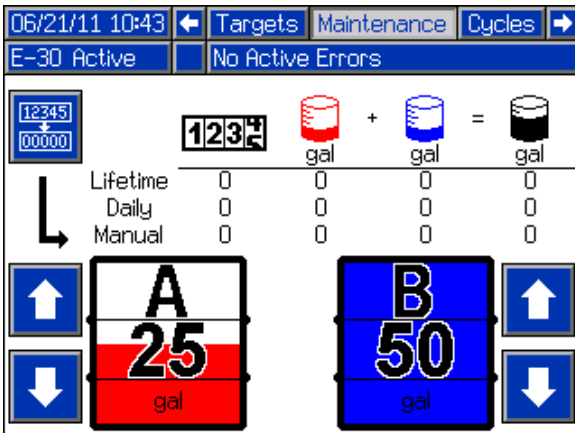 06/21/11 10:43 Targets Maintenance Cycles
E-30 Active No Active Errors
12345
00000
+ =
gal gal gal
Lifetime 0 0 0 0
Daily 0 0 0 0
Manual 0 0 0 0
A B
25 50
gal gal